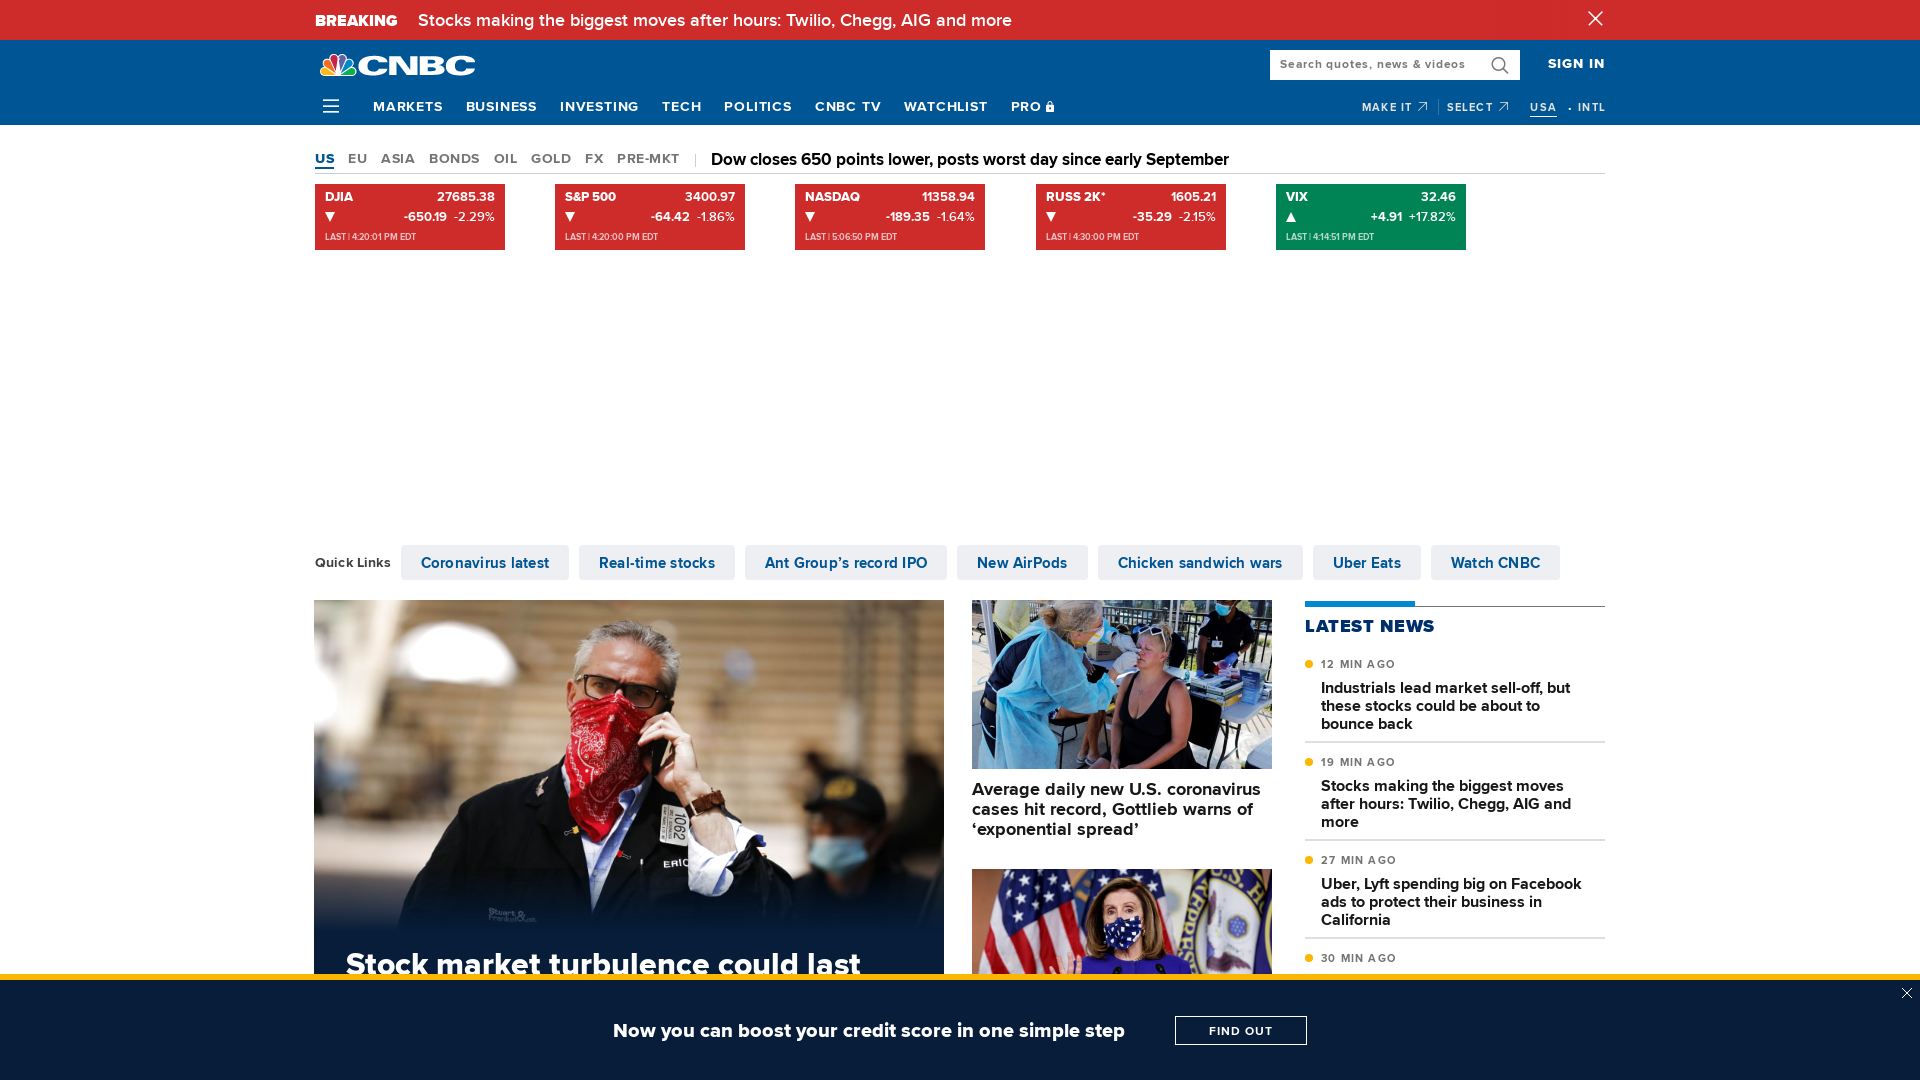 BREAKING Stocks making the biggest moves after hours: Twilio, Chegg, AIG and more
CNBC
Search quotes, news & videos
SIGN IN
MARKETS BUSINESS INVESTING TECH POLITICS CNBC TV WATCHLIST PRO
MAKE IT SELECT USA • INTL
US EU ASIA BONDS OIL GOLD FX PRE-MKT
Dow closes 650 points lower, posts worst day since early September
DJIA 27685.38
▼ -650.19 -2.29%
LAST | 4:20:01 PM EDT
S&P 500 3400.97
▼ -64.42 -1.86%
LAST | 4:20:00 PM EDT
NASDAQ 11358.94
▼ -189.35 -1.64%
LAST | 5:06:50 PM EDT
RUSS 2K* 1605.21
▼ -35.29 -2.15%
LAST | 4:30:00 PM EDT
VIX 32.46
▲ +4.91 +17.82%
LAST | 4:14:51 PM EDT
Quick Links Coronavirus latest Real-time stocks Ant Group’s record IPO New AirPods Chicken sandwich wars Uber Eats Watch CNBC
1062
ERIC
Stock market turbulence could last
Average daily new U.S. coronavirus
cases hit record, Gottlieb warns of
‘exponential spread’
LATEST NEWS
12 MIN AGO
Industrials lead market sell-off, but
these stocks could be about to
bounce back
19 MIN AGO
Stocks making the biggest moves
after hours: Twilio, Chegg, AIG and
more
27 MIN AGO
Uber, Lyft spending big on Facebook
ads to protect their business in
California
30 MIN AGO
Now you can boost your credit score in one simple step
FIND OUT